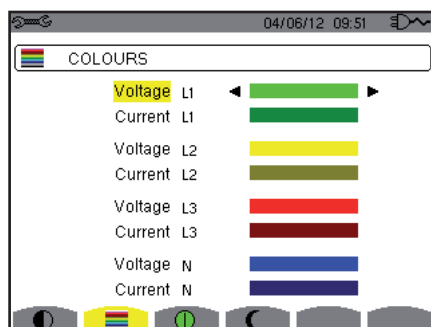 04/06/12 09:51
COLOURS
Voltage L1
Current L1
Voltage L2
Current L2
Voltage L3
Current L3
Voltage N
Current N